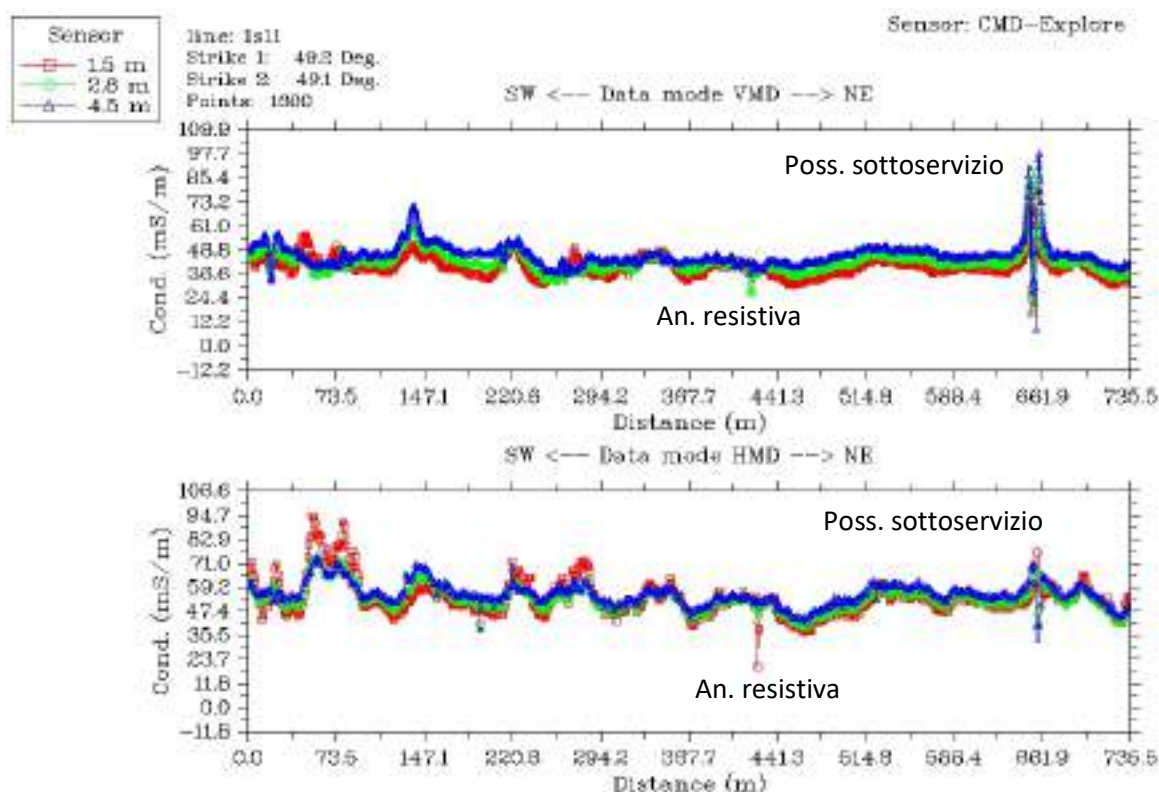 Sensor
1.5 m
2.8 m
4.5 m
line: 1s11
Strike 1: 49.2 Deg.
Strike 2: 49.1 Deg.
Points: 1600
Sensor: CMD-Explore
SW <-- Data mode VMD --> NE
Poss. sottoservizio
An. resistiva
Cond. (mS/m)
109.9
97.7
85.4
73.2
61.0
48.8
36.6
24.4
12.2
0.0
-12.2
0.0 73.5 147.1 220.6 294.2 367.7 441.3 514.8 588.4 661.9 735.5
Distance (m)
SW <-- Data mode HMD --> NE
Poss. sottoservizio
An. resistiva
Cond. (mS/m)
106.6
94.7
82.9
71.0
59.2
47.4
35.5
23.7
11.8
0.0
-11.8
0.0 73.5 147.1 220.6 294.2 367.7 441.3 514.8 588.4 661.9 735.5
Distance (m)